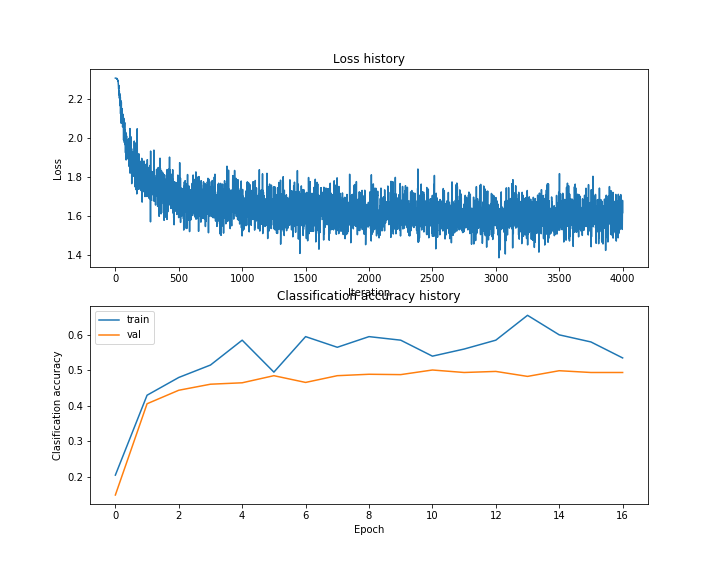 Loss history
Loss
2.2
2.0
1.8
1.6
1.4
0 500 1000 1500 2000 2500 3000 3500 4000
Iteration
Classification accuracy history
Clasification accuracy
train
val
0.6
0.5
0.4
0.3
0.2
0 2 4 6 8 10 12 14 16
Epoch